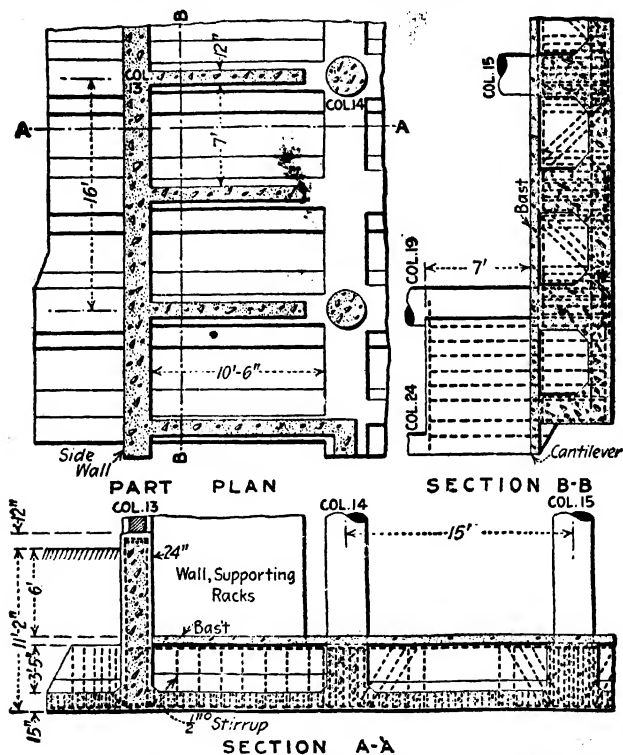 B
12"
COL.
13
COL.14
A
A
7'
16'
10'-6"
B
Side
Wall
PART PLAN
COL.15
Bast
COL.19
7'
COL.24
Cantilever
SECTION B-B
COL.13
COL.14
COL.15
12"
24"
15'
Wall, Supporting
Racks
6'
11'-2"
Bast
3'-5"
15"
1/2"□ Stirrup
SECTION A-A